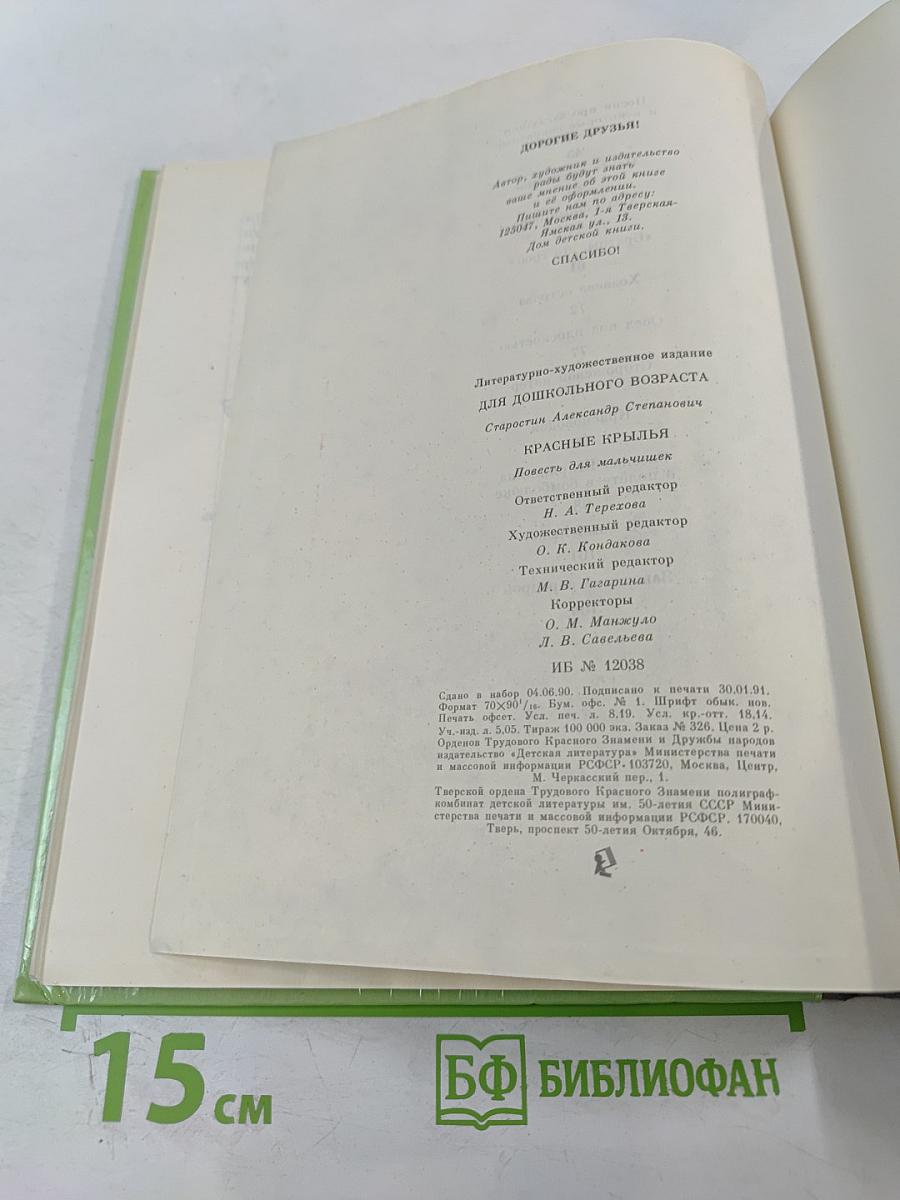 ДОРОГИЕ ДРУЗЬЯ!
Автор, художник и издательство
рады будут знать
ваше мнение об этой книге
и её оформлении.
Пишите нам по адресу:
125047, Москва, 1-я Тверская-
Ямская ул., 13.
Дом детской книги.
СПАСИБО!
Литературно-художественное издание
ДЛЯ ДОШКОЛЬНОГО ВОЗРАСТА
Старостин Александр Степанович
КРАСНЫЕ КРЫЛЬЯ
Повесть для мальчишек
Ответственный редактор
Н. А. Терехова
Художественный редактор
О. К. Кондакова
Технический редактор
М. В. Гагарина
Корректоры
О. М. Манжуло
Л. В. Савельева
ИБ № 12038
Сдано в набор 04.06.90. Подписано к печати 30.01.91.
Формат 70×90¹/₁₆. Бум. офс. № 1. Шрифт обык. нов.
Печать офсет. Усл. печ. л. 8,19. Усл. кр.-отт. 18,14.
Уч.-изд. л. 5,05. Тираж 100 000 экз. Заказ № 326. Цена 2 р.
Орденов Трудового Красного Знамени и Дружбы народов
издательство «Детская литература» Министерства печати
и массовой информации РСФСР· 103720, Москва, Центр,
М. Черкасский пер., 1.
Тверской ордена Трудового Красного Знамени полиграф-
комбинат детской литературы им. 50-летия СССР Мини-
стерства печати и массовой информации РСФСР. 170040,
Тверь, проспект 50-летия Октября, 46.
15 см
БФ БИБЛИОФАН